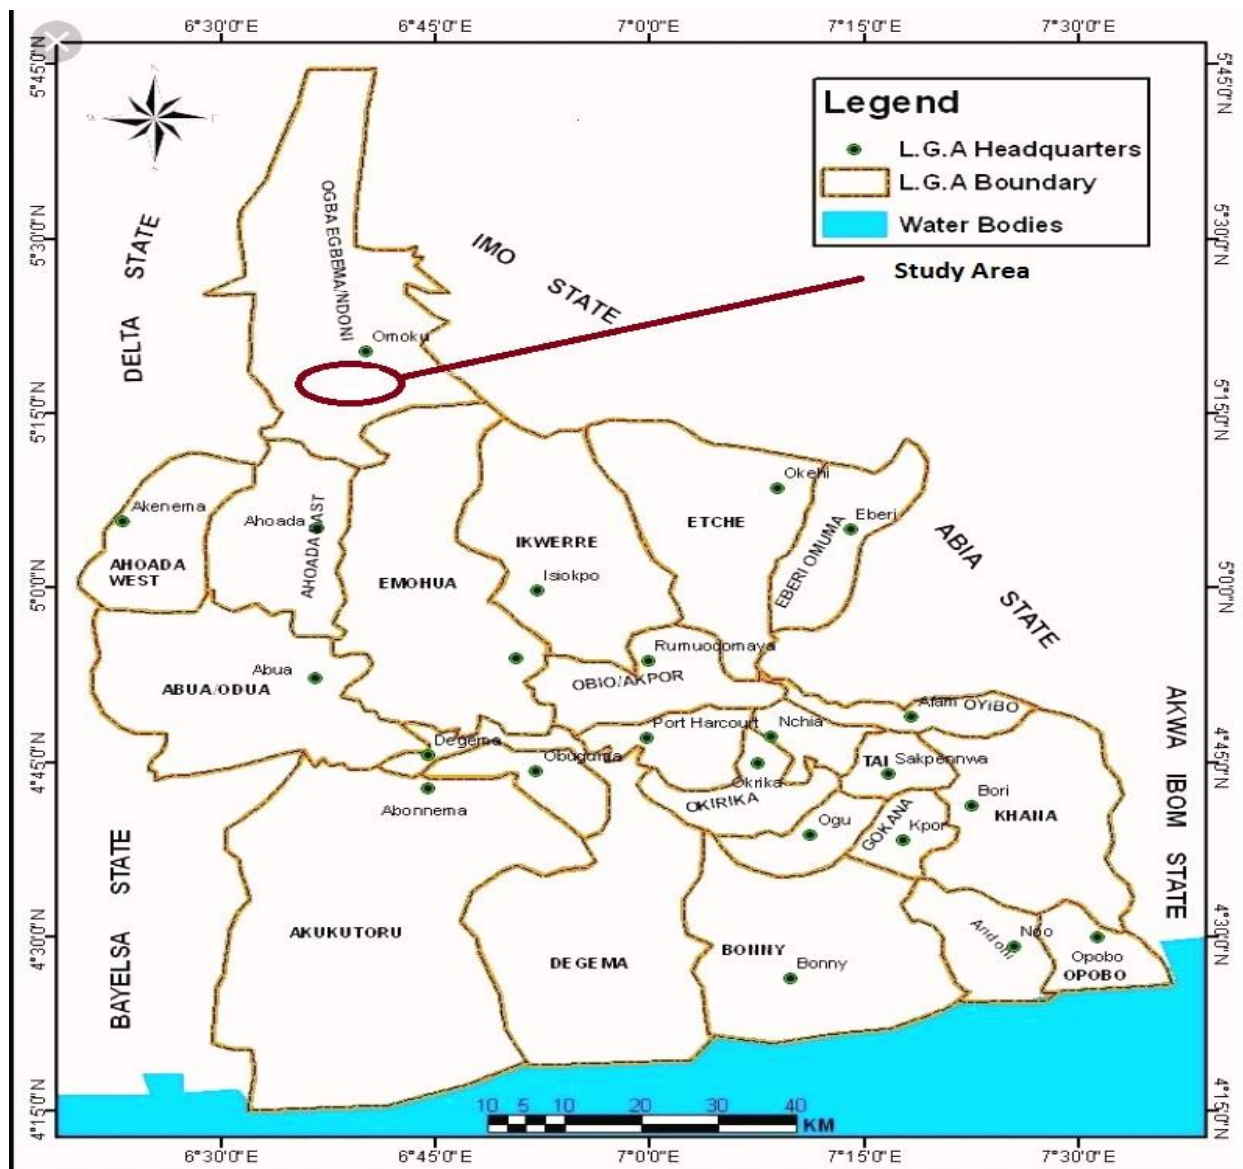 6°30'0"E
6°45'0"E
7°0'0"E
7°15'0"E
7°30'0"E
5°45'0"N
5°45'0"N
Legend
L.G.A Headquarters
L.G.A Boundary
Water Bodies
Study Area
OGBA EGBEMA/NDONI
DELTA STATE
IMO STATE
5°30'0"N
5°30'0"N
Omoku
5°15'0"N
5°15'0"N
Akenema
Ahoada
AHOADA EAST
AHOADA
WEST
EMOHUA
IKWERRE
Isiokpo
ETCHE
Okehi
Eberi
EBERI OMUMA
ABIA STATE
5°0'0"N
5°0'0"N
Abua
ABUA/ODUA
Rumuodomaya
OBIO/AKPOR
Degema
Port Harcourt
Nchia
Afam
OYIBO
Obuguma
Abonnema
Okrika
OKIRIKA
TAI
Sakpennwa
4°45'0"N
4°45'0"N
Ogu
GOKANA
Kpor
Bori
KHANA
AKWA IBOM STATE
BAYELSA STATE
AKUKUTORU
DEGEMA
BONNY
Bonny
Andoni
Ndo
Opobo
OPOBO
4°30'0"N
4°30'0"N
4°15'0"N
4°15'0"N
10 5 10 20 30 40
KM
6°30'0"E
6°45'0"E
7°0'0"E
7°15'0"E
7°30'0"E